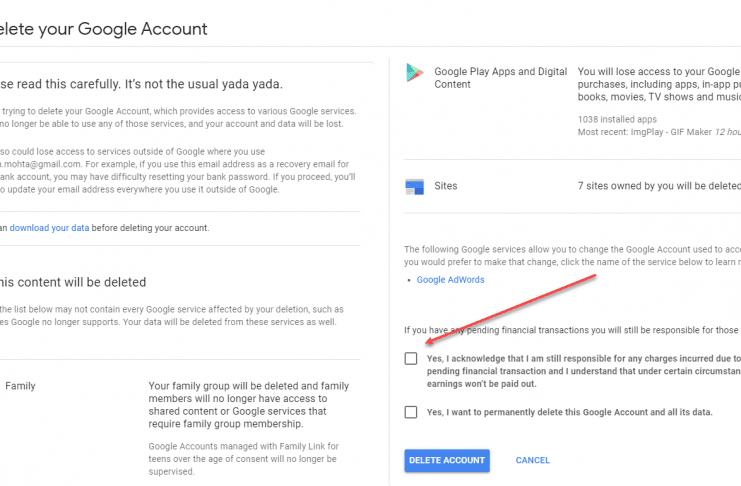 elete your Google Account
se read this carefully. It's not the usual yada yada.
trying to delete your Google Account, which provides access to various Google services.
no longer be able to use any of those services, and your account and data will be lost.
so could lose access to services outside of Google where you use
.mohta@gmail.com. For example, if you use this email address as a recovery email for
ank account, you may have difficulty resetting your bank password. If you proceed, you'll
to update your email address everywhere you use it outside of Google.
an download your data before deleting your account.
his content will be deleted
the list below may not contain every Google service affected by your deletion, such as
es Google no longer supports. Your data will be deleted from these services as well.
Family
Your family group will be deleted and family
members will no longer have access to
shared content or Google services that
require family group membership.
Google Accounts managed with Family Link for
teens over the age of consent will no longer be
supervised.
Google Play Apps and Digital
Content
You will lose access to your Google
purchases, including apps, in-app pu
books, movies, TV shows and music
1038 installed apps
Most recent: ImgPlay - GIF Maker 12 hou
Sites
7 sites owned by you will be deleted
The following Google services allow you to change the Google Account used to acce
you would prefer to make that change, click the name of the service below to learn m
• Google AdWords
If you have any pending financial transactions you will still be responsible for those
Yes, I acknowledge that I am still responsible for any charges incurred due to
pending financial transaction and I understand that under certain circumstan
earnings won't be paid out.
Yes, I want to permanently delete this Google Account and all its data.
DELETE ACCOUNT
CANCEL